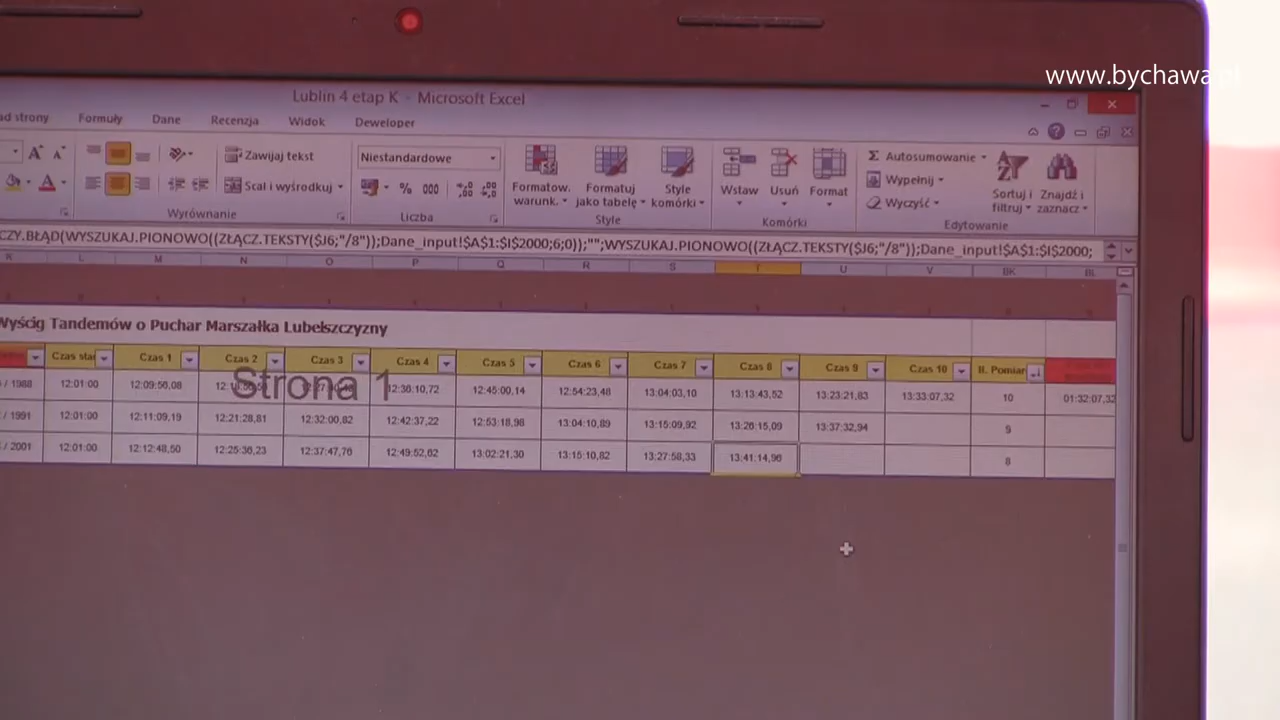 www.bychawa.pl
Lublin 4 etap K - Microsoft Excel
ad strony Formuły Dane Recenzja Widok Deweloper
Zawijaj tekst
Scal i wyśrodkuj
Wyrównanie
Niestandardowe
% 000
Liczba
Formatow. warunk.
Formatuj jako tabelę
Style komórki
Style
Wstaw Usuń Format
Komórki
Σ Autosumowanie
Wypełnij
Wyczyść
Sortuj i filtruj
Znajdź i zaznacz
Edytowanie
CZY.BŁĄD(WYSZUKAJ.PIONOWO((ZŁĄCZ.TEKSTY($J6;"/8"));Dane_input!$A$1:$I$2000;6;0));"";WYSZUKAJ.PIONOWO((ZŁĄCZ.TEKSTY($J6;"/8"));Dane_input!$A$1:$I$2000;
K L M N O P Q R S T U V BK BL
Wyścig Tandemów o Puchar Marszałka Lubelszczyzny
Czas star Czas 1 Czas 2 Czas 3 Czas 4 Czas 5 Czas 6 Czas 7 Czas 8 Czas 9 Czas 10 Il. Pomiar
/ 1988 12:01:00 12:09:56,08 12:36:10,72 12:45:00,14 12:54:23,48 13:04:03,10 13:13:43,52 13:23:21,83 13:33:07,32 10 01:32:07,32
Strona 1
/ 1991 12:01:00 12:11:09,19 12:21:28,81 12:32:00,82 12:42:37,22 12:53:18,98 13:04:10,89 13:15:09,92 13:26:15,09 13:37:32,94 9
/ 2001 12:01:00 12:12:48,50 12:25:36,23 12:37:47,76 12:49:52,62 13:02:21,30 13:15:10,82 13:27:58,33 13:41:14,96 8